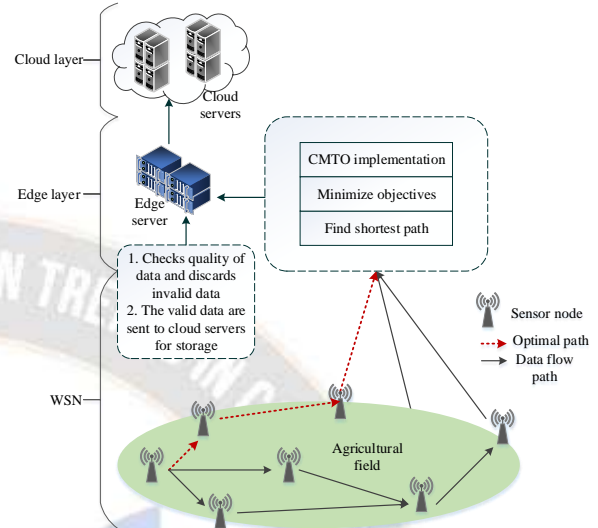 Cloud layer
Cloud
servers
CMTO implementation
Minimize objectives
Find shortest path
Edge layer
Edge
server
1. Checks quality of
data and discards
invalid data
2. The valid data are
sent to cloud servers
for storage
Sensor node
Optimal path
Data flow
path
WSN
Agricultural
field